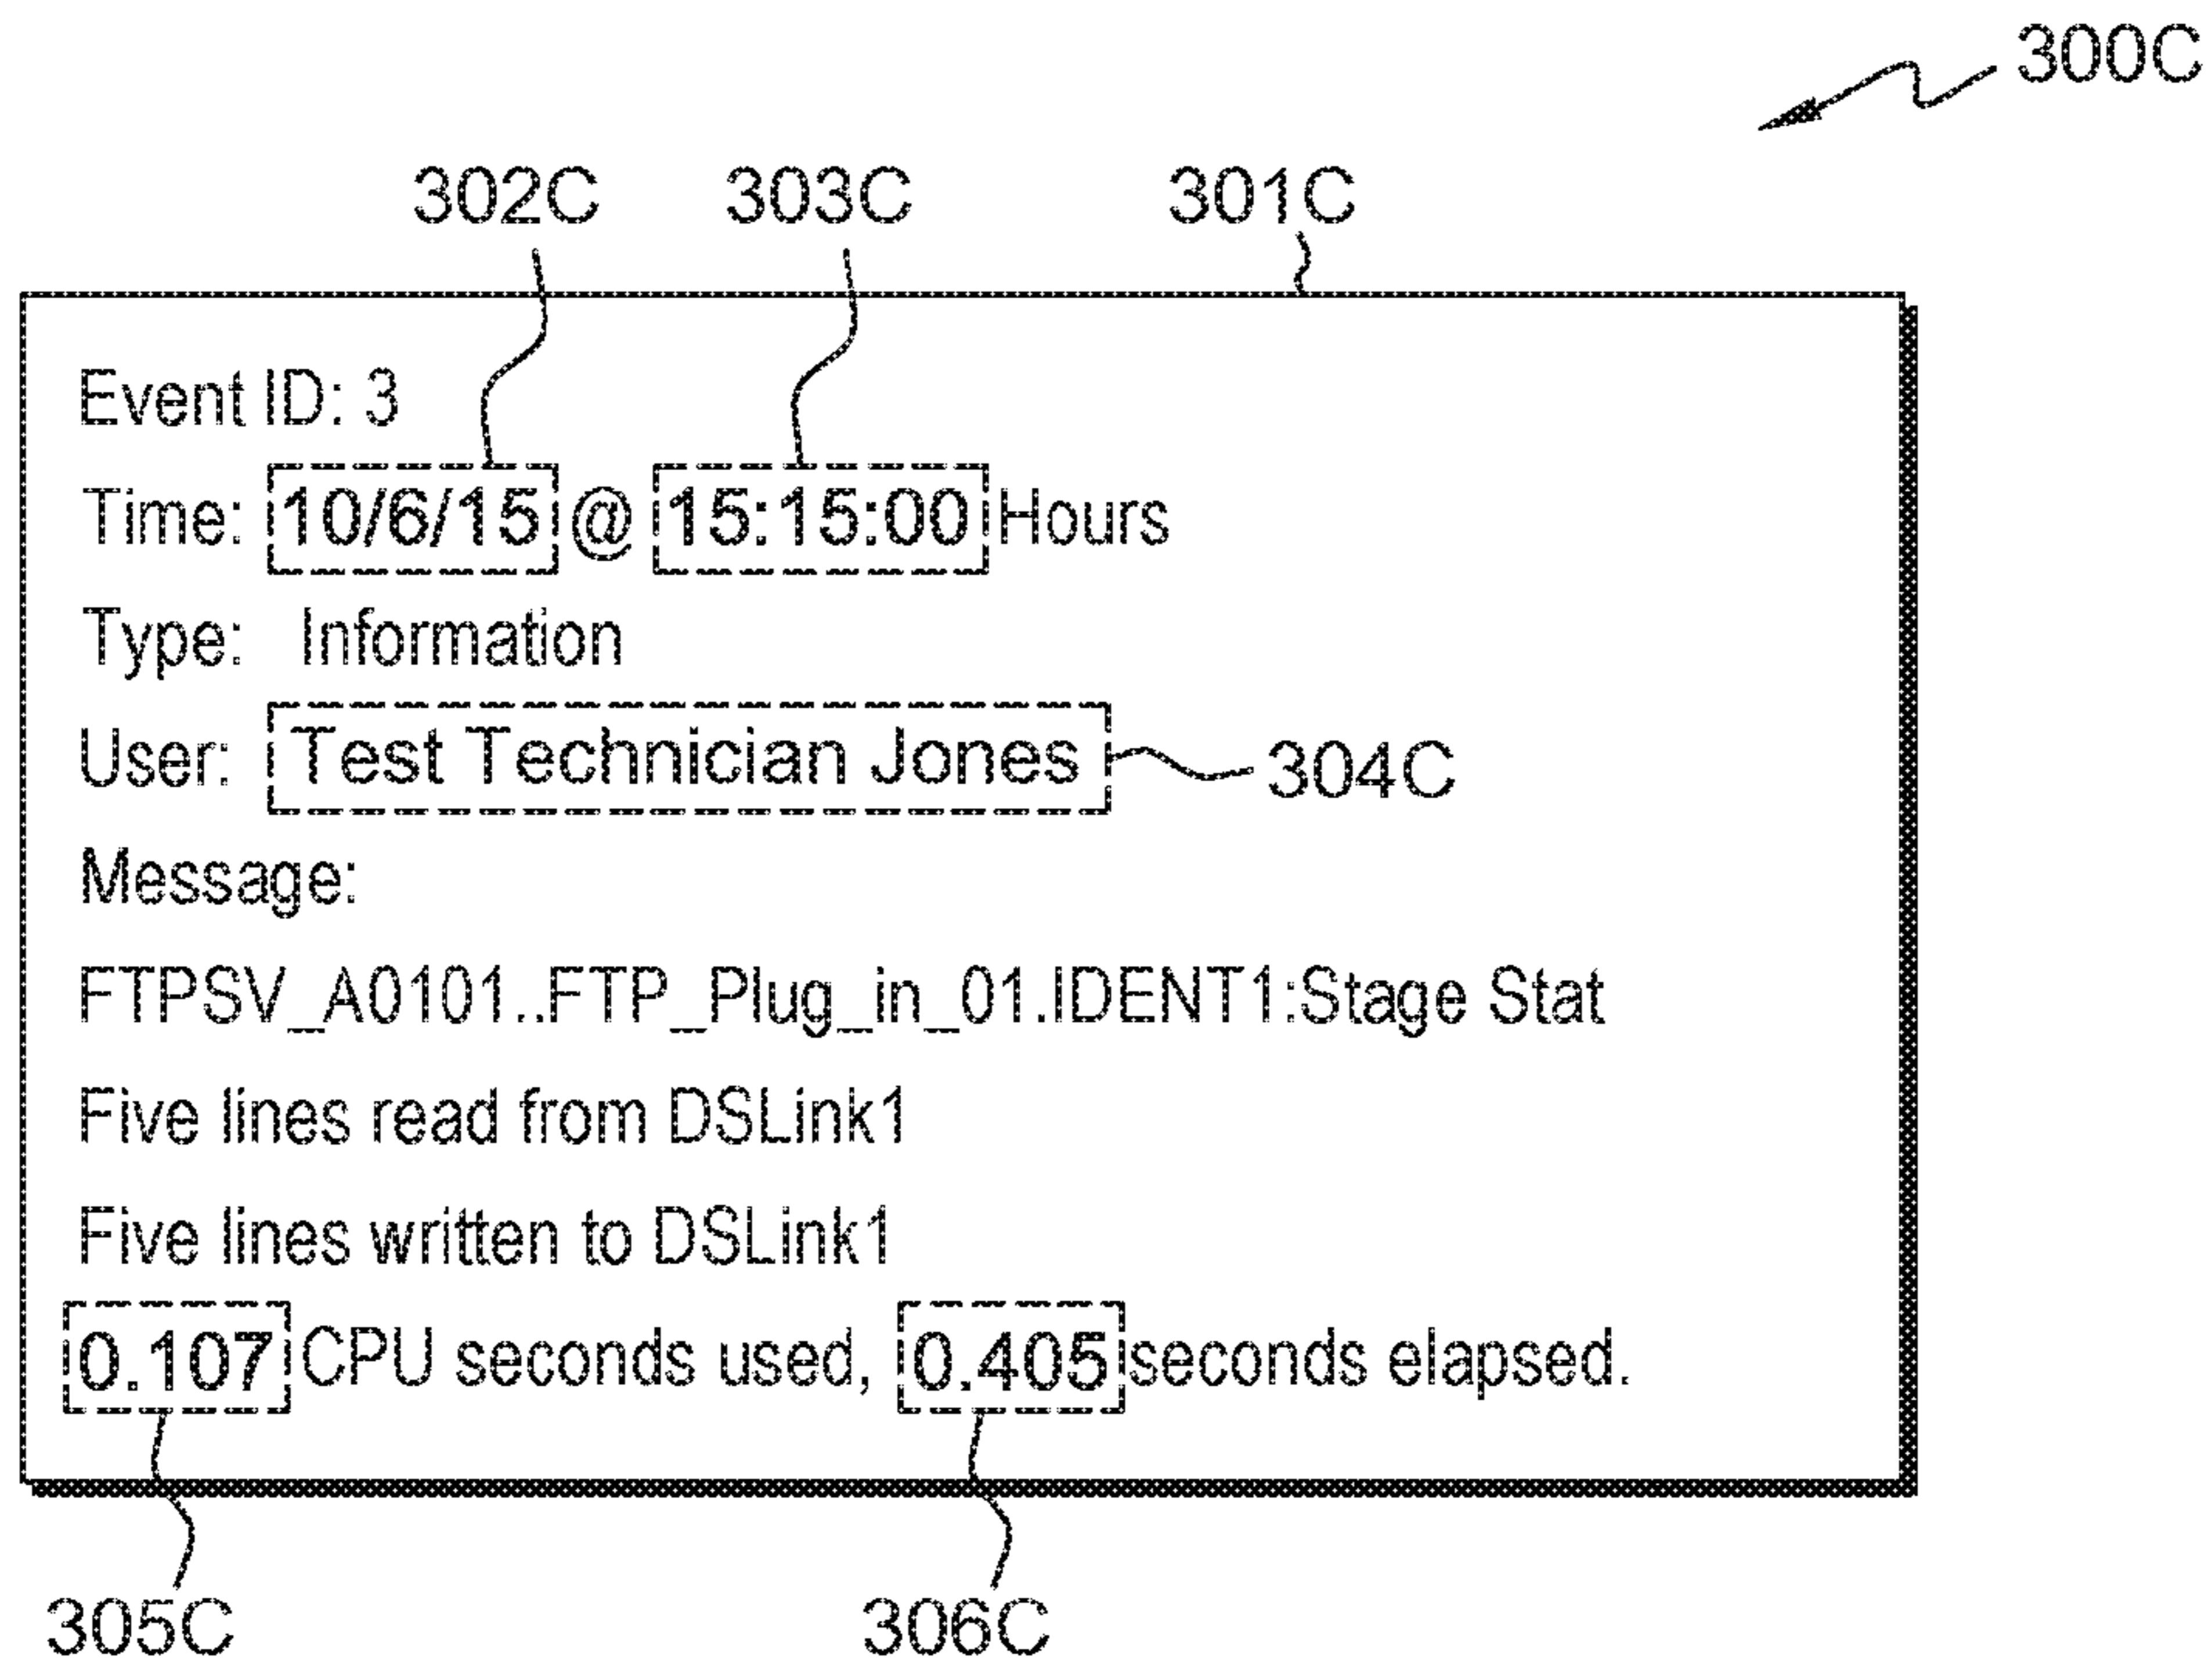 300C
302C 303C 301C
Event ID: 3
Time: 10/6/15 @ 15:15:00 Hours
Type: Information
User: Test Technician Jones 304C
Message:
FTPSV_A0101..FTP_Plug_in_01.IDENT1:Stage Stat
Five lines read from DSLink1
Five lines written to DSLink1
0.107 CPU seconds used, 0.405 seconds elapsed.
305C 306C